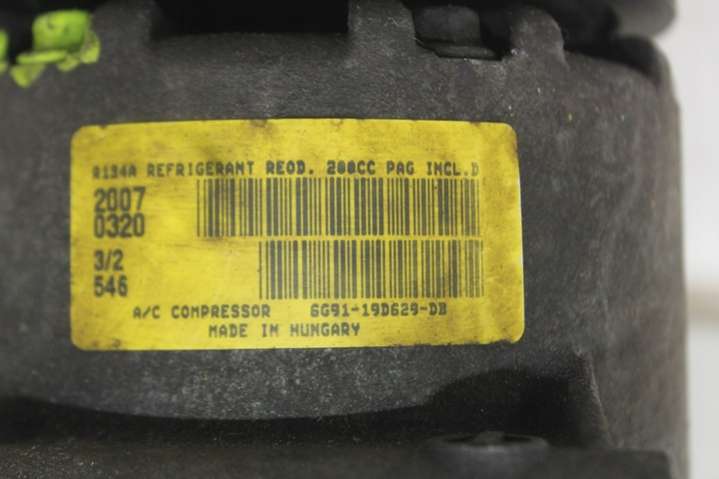 R134A REFRIGERANT REQD. 200CC PAG INCL.D
2007
0320
3/2
546
A/C COMPRESSOR 6G91-19D629-DB
MADE IN HUNGARY